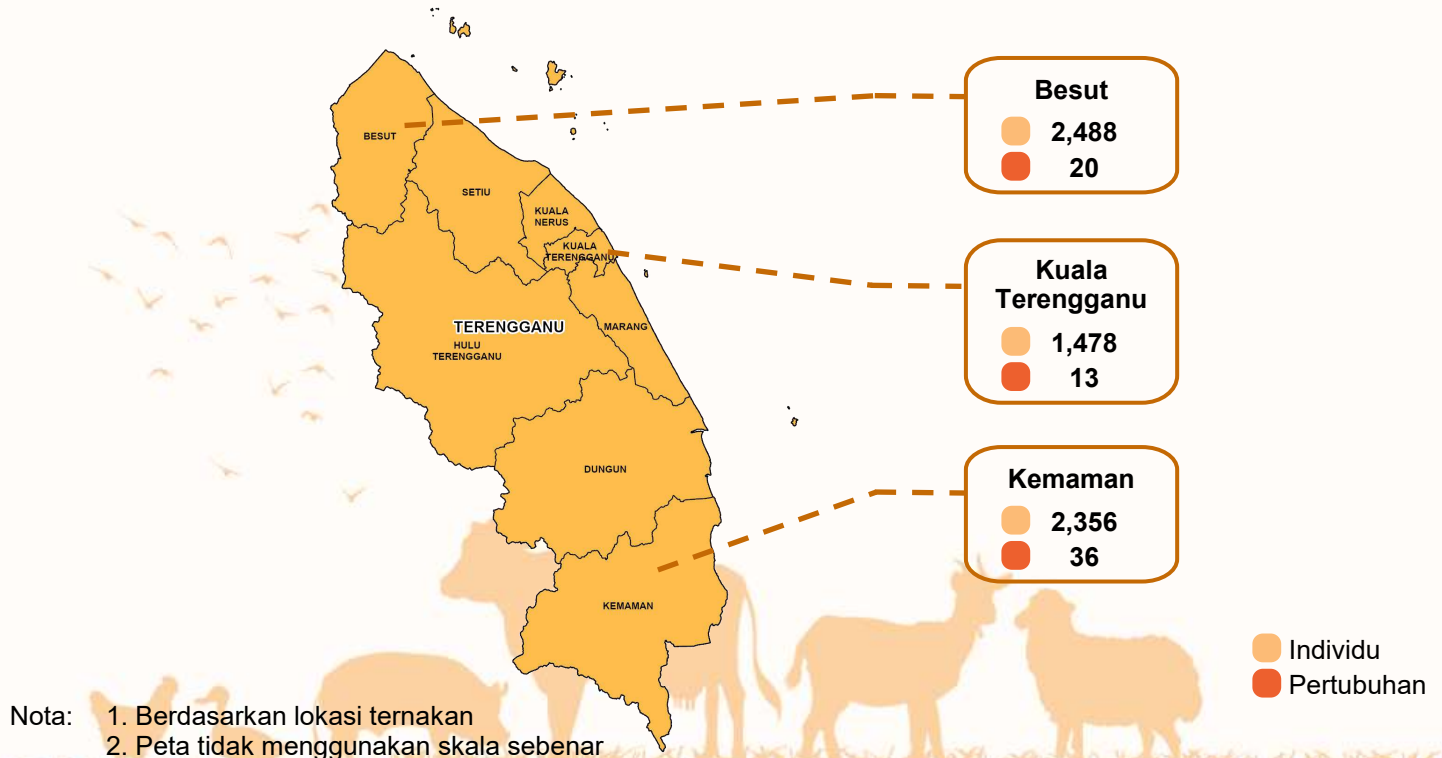 BESUT
SETIU
KUALA
NERUS
KUALA
TERENGGANU
TERENGGANU
HULU
TERENGGANU
MARANG
DUNGUN
KEMAMAN
Besut
2,488
20
Kuala
Terengganu
1,478
13
Kemaman
2,356
36
Individu
Pertubuhan
Nota: 1. Berdasarkan lokasi ternakan
2. Peta tidak menggunakan skala sebenar